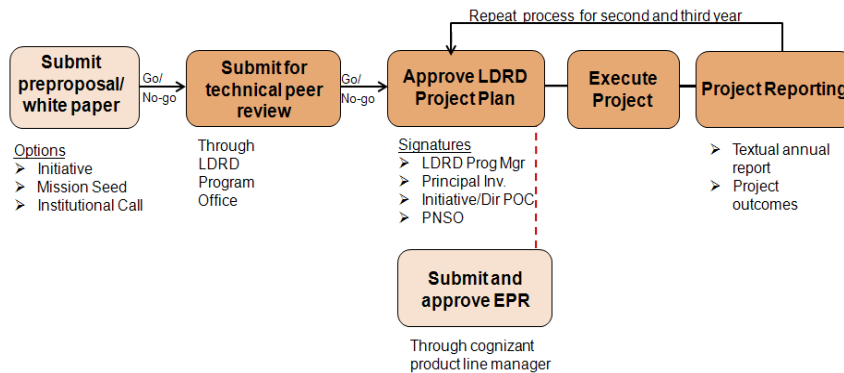 Repeat process for second and third year
Submit
preproposal/
white paper
Go/
No-go
Submit for
technical peer
review
Go/
No-go
Approve LDRD
Project Plan
Execute
Project
Project Reporting
Options
➢ Initiative
➢ Mission Seed
➢ Institutional Call
Through
LDRD
Program
Office
Signatures
➢ LDRD Prog Mgr
➢ Principal Inv.
➢ Initiative/Dir POC
➢ PNSO
➢ Textual annual
report
➢ Project
outcomes
Submit and
approve EPR
Through cognizant
product line manager